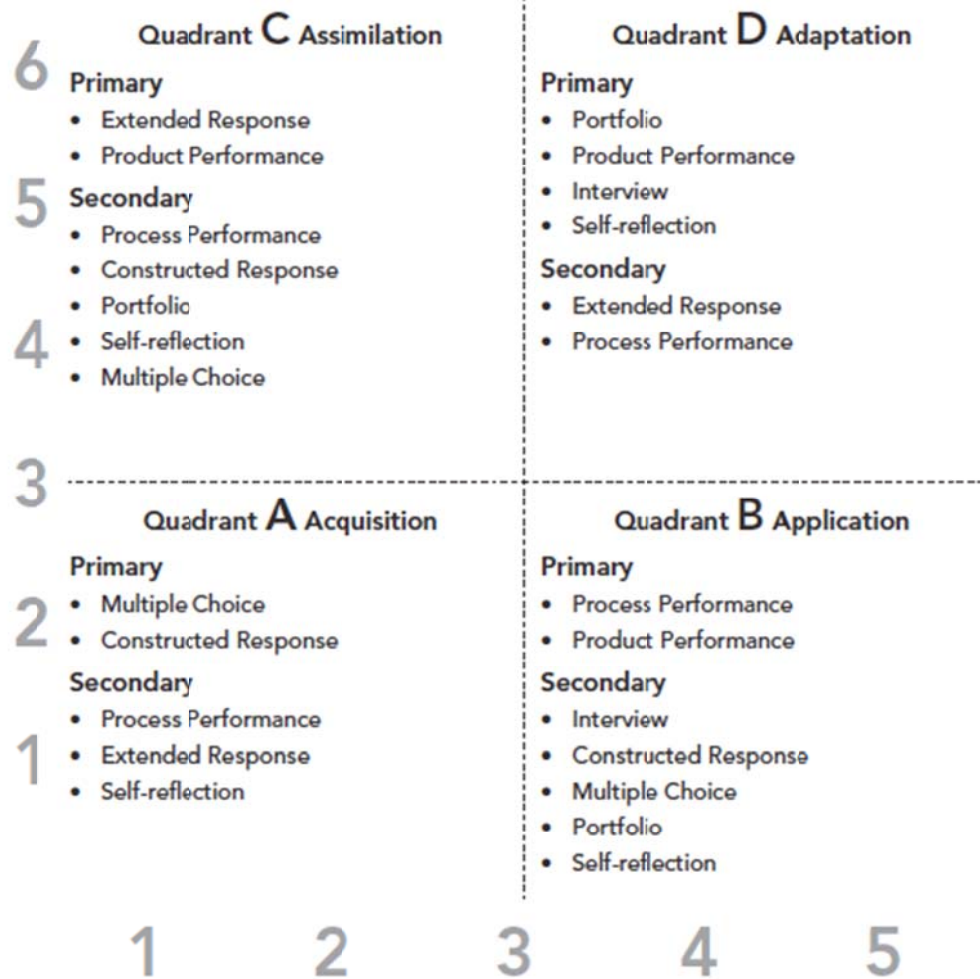 Quadrant C Assimilation
Primary
• Extended Response
• Product Performance
Secondary
• Process Performance
• Constructed Response
• Portfolio
• Self-reflection
• Multiple Choice
Quadrant D Adaptation
Primary
• Portfolio
• Product Performance
• Interview
• Self-reflection
Secondary
• Extended Response
• Process Performance
Quadrant A Acquisition
Primary
• Multiple Choice
• Constructed Response
Secondary
• Process Performance
• Extended Response
• Self-reflection
Quadrant B Application
Primary
• Process Performance
• Product Performance
Secondary
• Interview
• Constructed Response
• Multiple Choice
• Portfolio
• Self-reflection
6
5
4
3
2
1
1 2 3 4 5